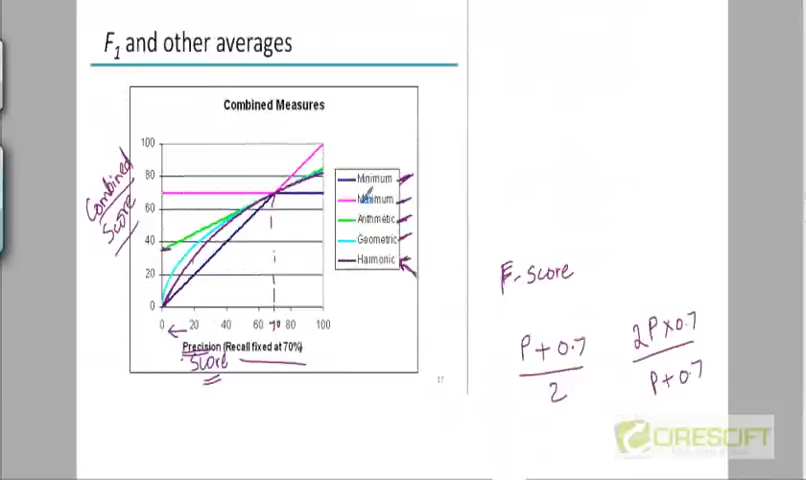 F1 and other averages
Combined Measures
100
80
60
40
20
0
0 20 40 60 70 80 100
Precision (Recall fixed at 70%)
Score
Combined
Score
Minimum
Arithmetic
Geometric
Harmonic
17
F-Score
P + 0.7
2
2P×0.7
P + 0.7